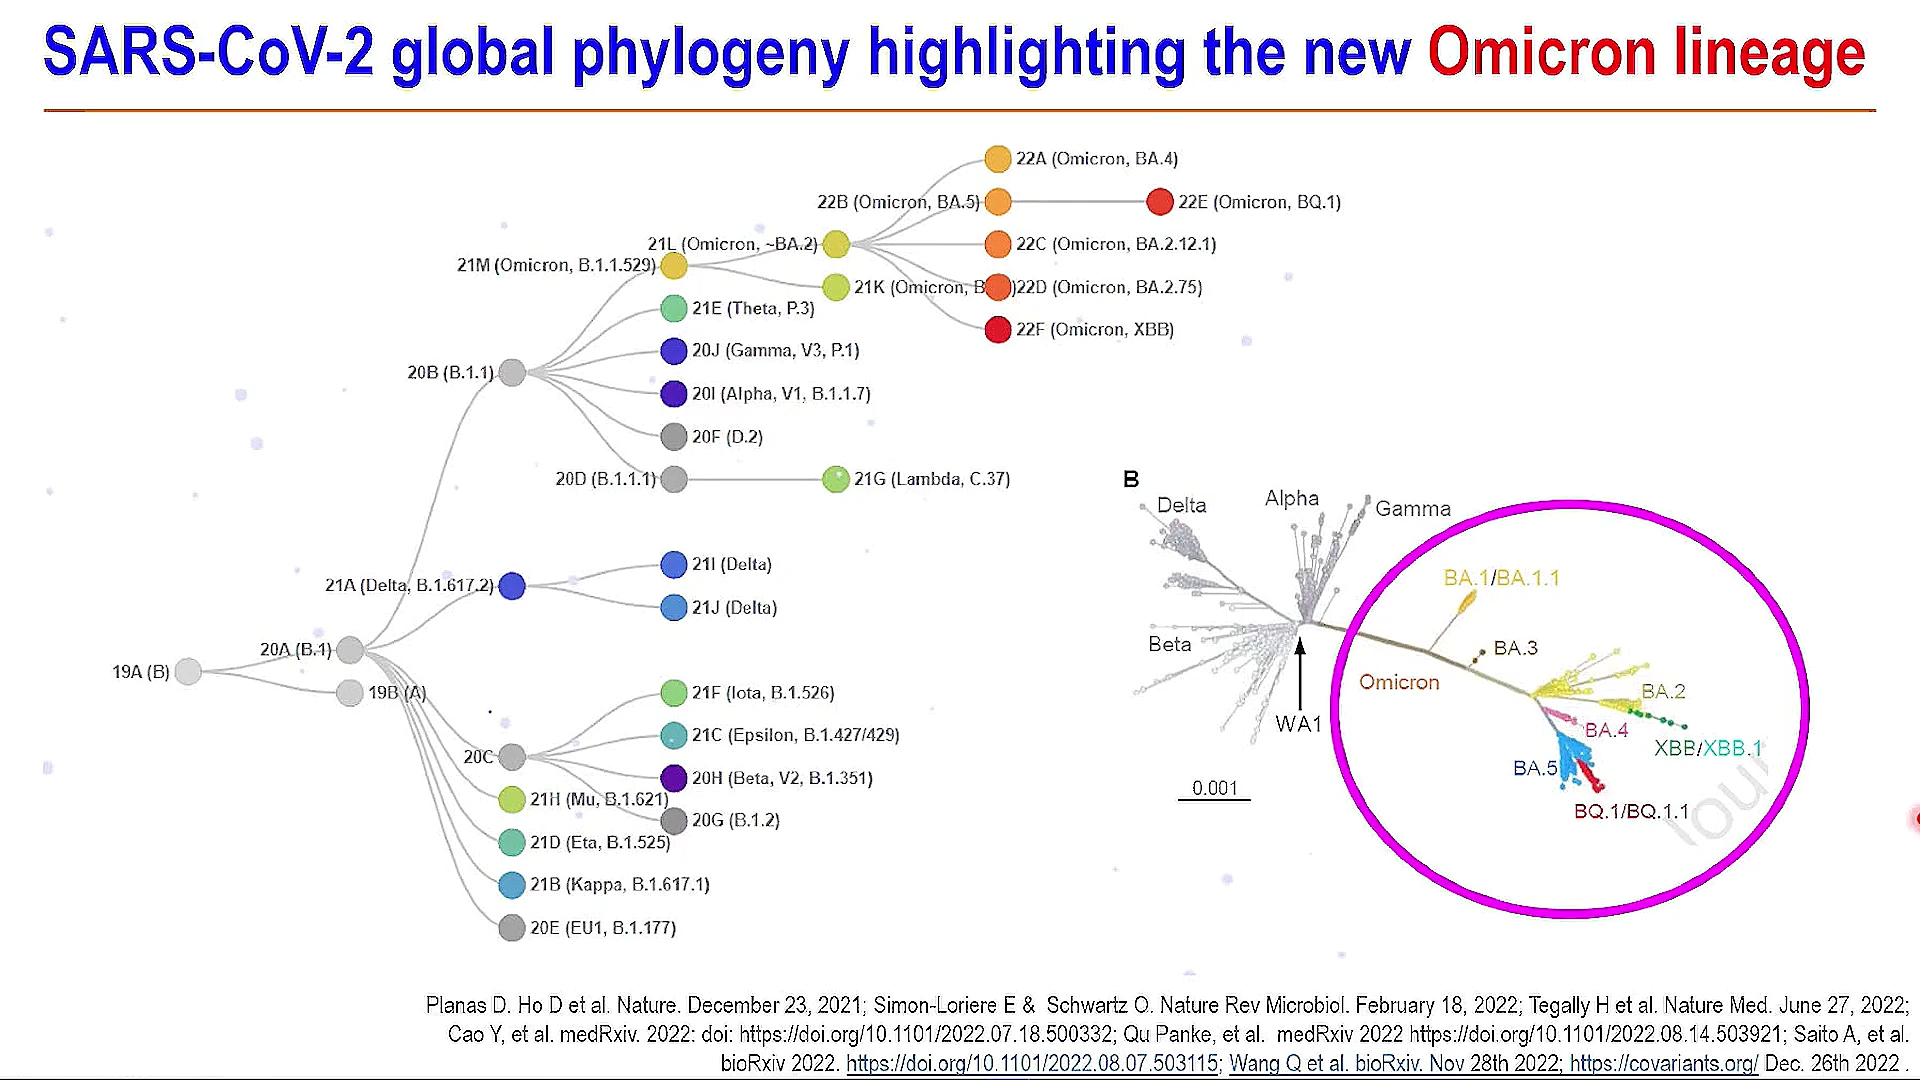 SARS-CoV-2 global phylogeny highlighting the new Omicron lineage
22A (Omicron, BA.4)
22B (Omicron, BA.5)
22E (Omicron, BQ.1)
21L (Omicron, ~BA.2)
22C (Omicron, BA.2.12.1)
21M (Omicron, B.1.1.529)
21K (Omicron, B )
22D (Omicron, BA.2.75)
21E (Theta, P.3)
22F (Omicron, XBB)
20J (Gamma, V3, P.1)
20B (B.1.1)
20I (Alpha, V1, B.1.1.7)
20F (D.2)
20D (B.1.1.1)
21G (Lambda, C.37)
21I (Delta)
21A (Delta, B.1.617.2)
21J (Delta)
20A (B.1)
19A (B)
19B (A)
21F (Iota, B.1.526)
21C (Epsilon, B.1.427/429)
20C
20H (Beta, V2, B.1.351)
21H (Mu, B.1.621)
20G (B.1.2)
21D (Eta, B.1.525)
21B (Kappa, B.1.617.1)
20E (EU1, B.1.177)
B
Delta
Alpha
Gamma
BA.1/BA.1.1
Beta
BA.3
Omicron
BA.2
WA1
BA.4
XBB/XBB.1
BA.5
0.001
BQ.1/BQ.1.1
Planas D. Ho D et al. Nature. December 23, 2021; Simon-Loriere E & Schwartz O. Nature Rev Microbiol. February 18, 2022; Tegally H et al. Nature Med. June 27, 2022;
Cao Y, et al. medRxiv. 2022: doi: https://doi.org/10.1101/2022.07.18.500332; Qu Panke, et al. medRxiv 2022 https://doi.org/10.1101/2022.08.14.503921; Saito A, et al.
bioRxiv 2022. https://doi.org/10.1101/2022.08.07.503115; Wang Q et al. bioRxiv. Nov 28th 2022; https://covariants.org/ Dec. 26th 2022 .